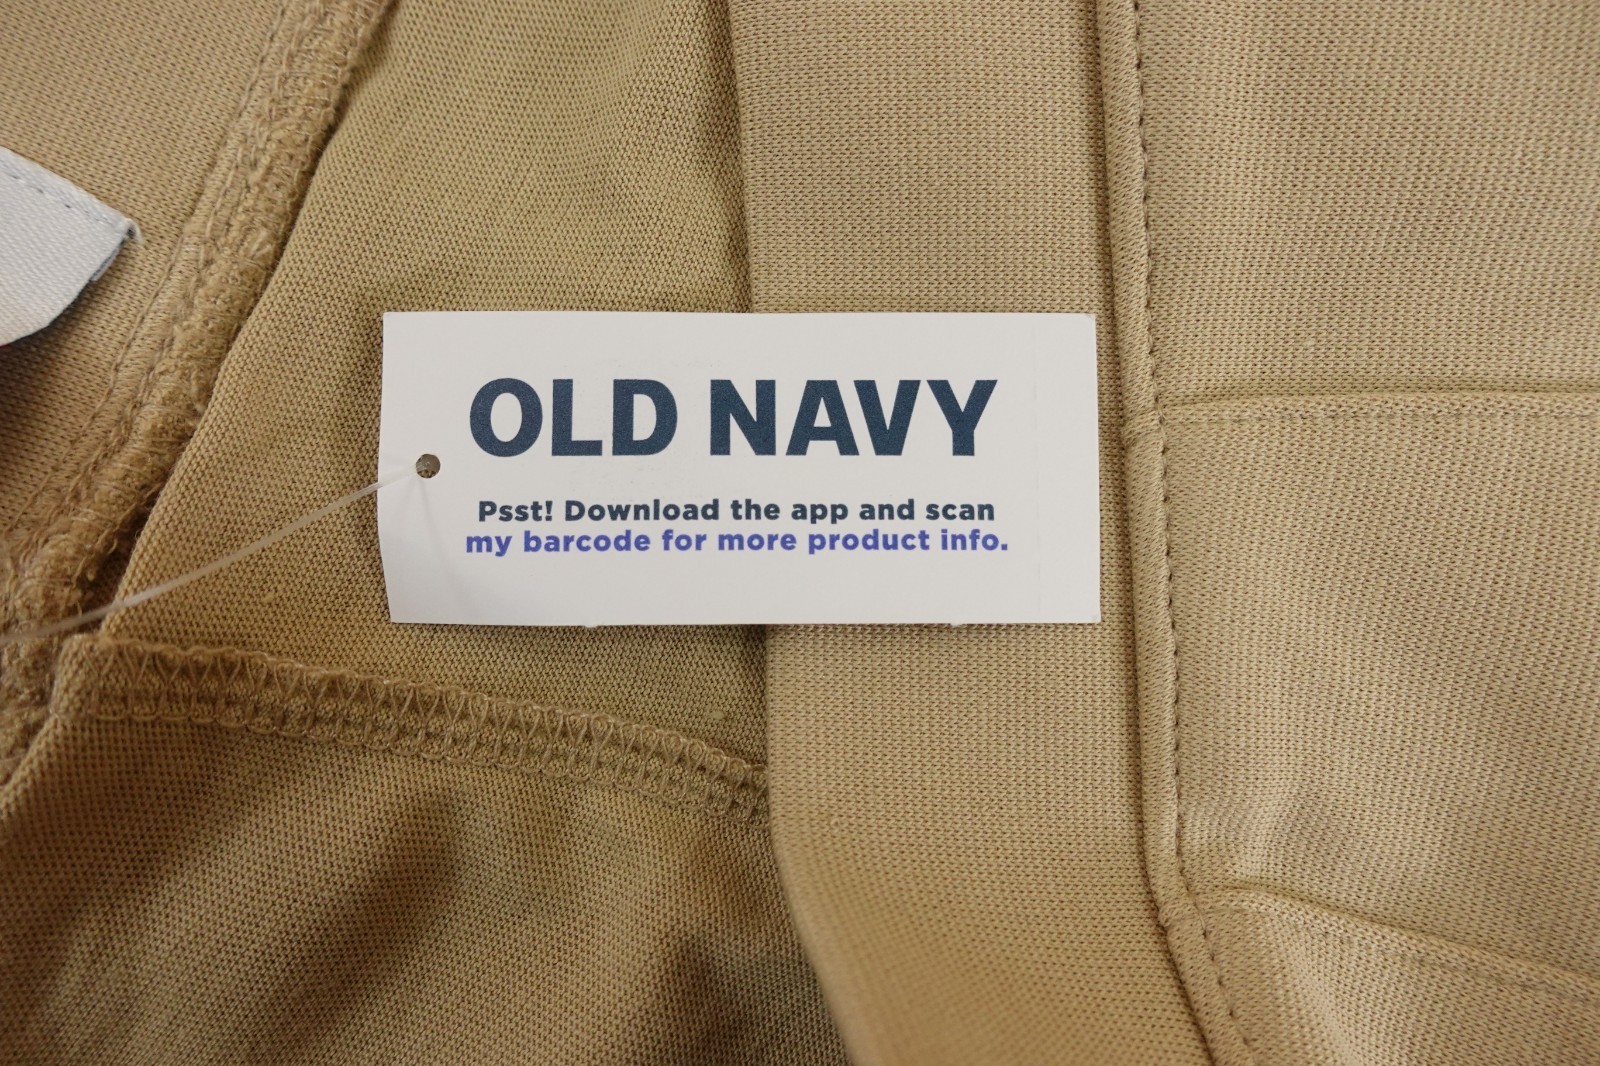 OLD NAVY
Psst! Download the app and scan
my barcode for more product info.